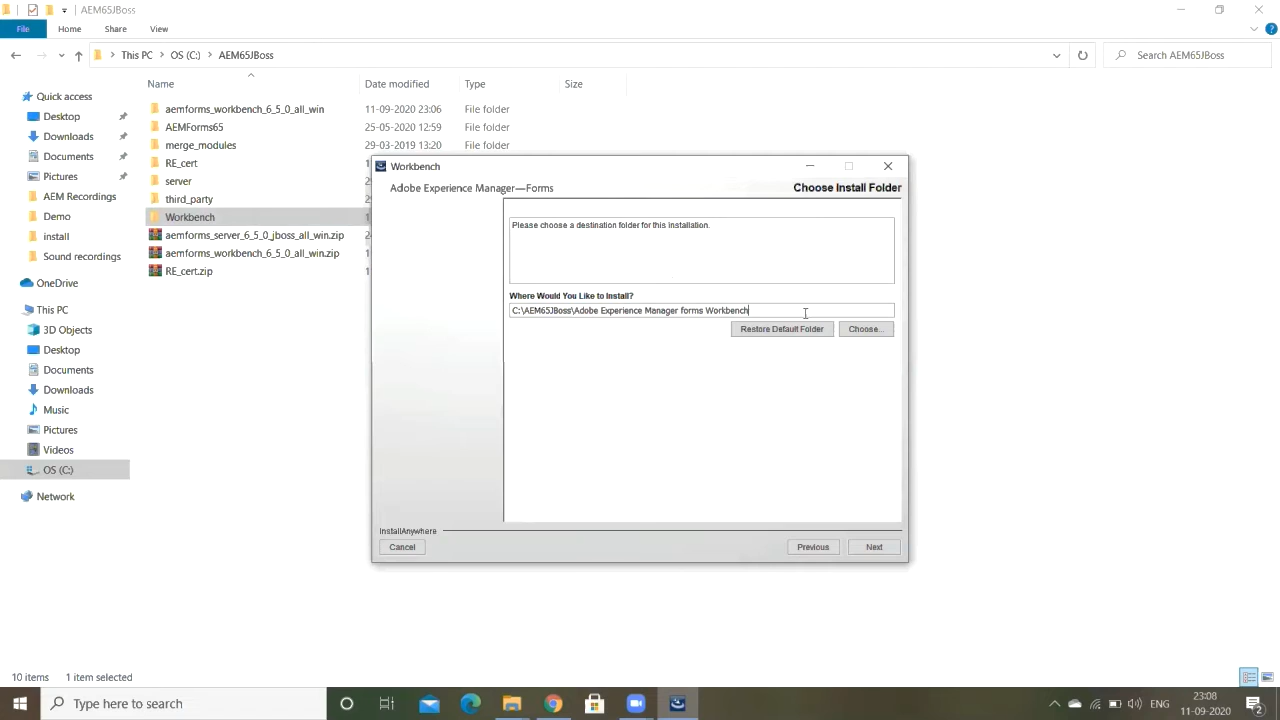 AEM65JBoss
File Home Share View
This PC OS (C:) AEM65JBoss
Search AEM65JBoss
Name Date modified Type Size
Quick access
Desktop
Downloads
Documents
Pictures
AEM Recordings
Demo
install
Sound recordings
OneDrive
This PC
3D Objects
Desktop
Documents
Downloads
Music
Pictures
Videos
OS (C:)
Network
aemforms_workbench_6_5_0_all_win 11-09-2020 23:06 File folder
AEMForms65 25-05-2020 12:59 File folder
merge_modules 29-03-2019 13:20 File folder
RE_cert
server
third_party
Workbench
aemforms_server_6_5_0_jboss_all_win.zip
aemforms_workbench_6_5_0_all_win.zip
RE_cert.zip
Workbench
Adobe Experience Manager—Forms
Choose Install Folder
Please choose a destination folder for this installation.
Where Would You Like to Install?
C:\AEM65JBoss\Adobe Experience Manager forms Workbench
Restore Default Folder Choose...
InstallAnywhere
Cancel Previous Next
10 items 1 item selected
Type here to search
ENG
23:08
11-09-2020
2